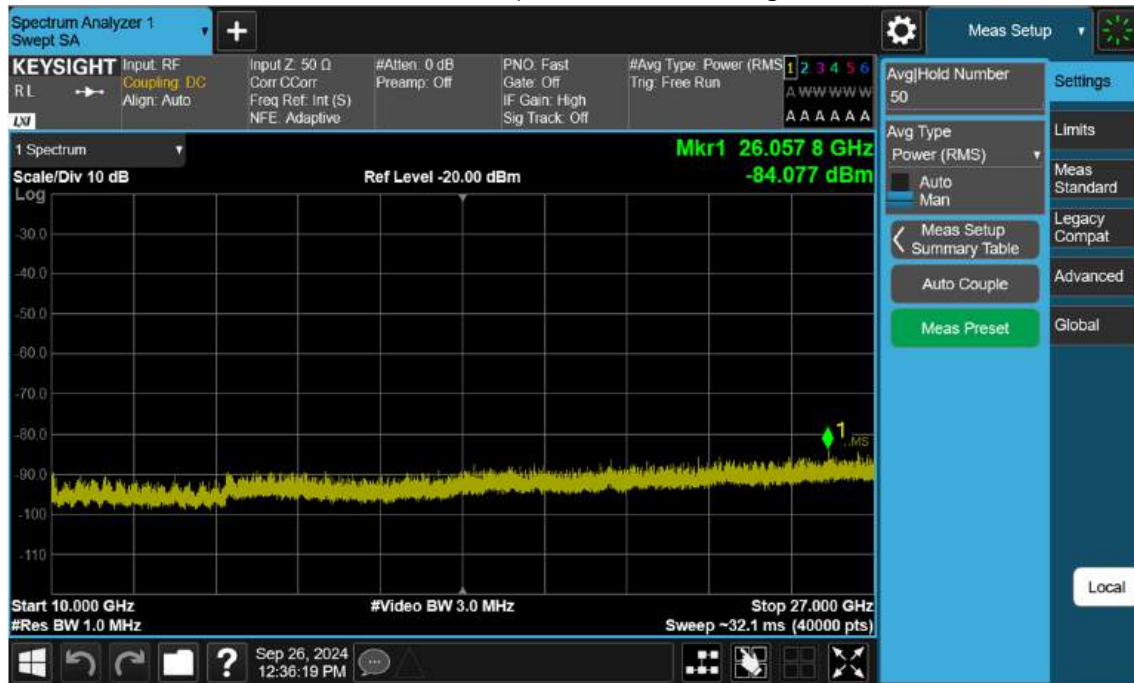 Spectrum Analyzer 1
Swept SA
+
Meas Setup
KEYSIGHT
RL
LXI
Input: RF
Coupling: DC
Align: Auto
Input Z: 50 Ω
Corr CCorr
Freq Ref: Int (S)
NFE: Adaptive
#Atten: 0 dB
Preamp: Off
PNO: Fast
Gate: Off
IF Gain: High
Sig Track: Off
#Avg Type: Power (RMS
Trig: Free Run
1 2 3 4 5 6
A W W W W W
A A A A A A
1 Spectrum
Scale/Div 10 dB
Log
Ref Level -20.00 dBm
Mkr1 26.057 8 GHz
-84.077 dBm
-30.0
-40.0
-50.0
-60.0
-70.0
-80.0
-90.0
-100
-110
1
Start 10.000 GHz
#Res BW 1.0 MHz
#Video BW 3.0 MHz
Stop 27.000 GHz
Sweep ~32.1 ms (40000 pts)
Avg|Hold Number
50
Avg Type
Power (RMS)
Auto
Man
Meas Setup
Summary Table
Auto Couple
Meas Preset
Settings
Limits
Meas
Standard
Legacy
Compat
Advanced
Global
Local
?
Sep 26, 2024
12:36:19 PM